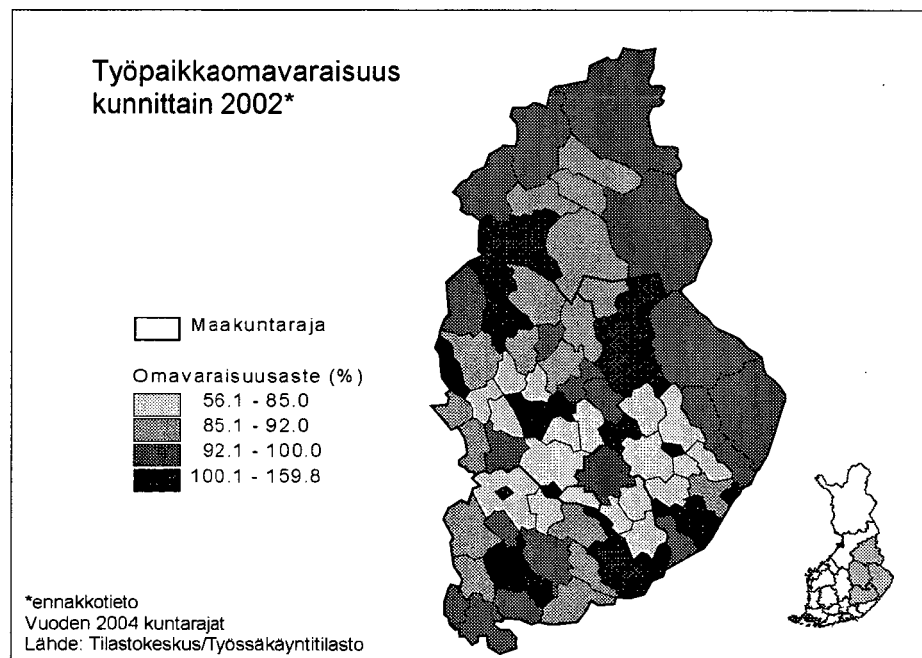 Työpaikkaomavaraisuus
kunnittain 2002*
Maakuntaraja
Omavaraisuusaste (%)
56.1 - 85.0
85.1 - 92.0
92.1 - 100.0
100.1 - 159.8
*ennakkotieto
Vuoden 2004 kuntarajat
Lähde: Tilastokeskus/Työssäkäyntitilasto